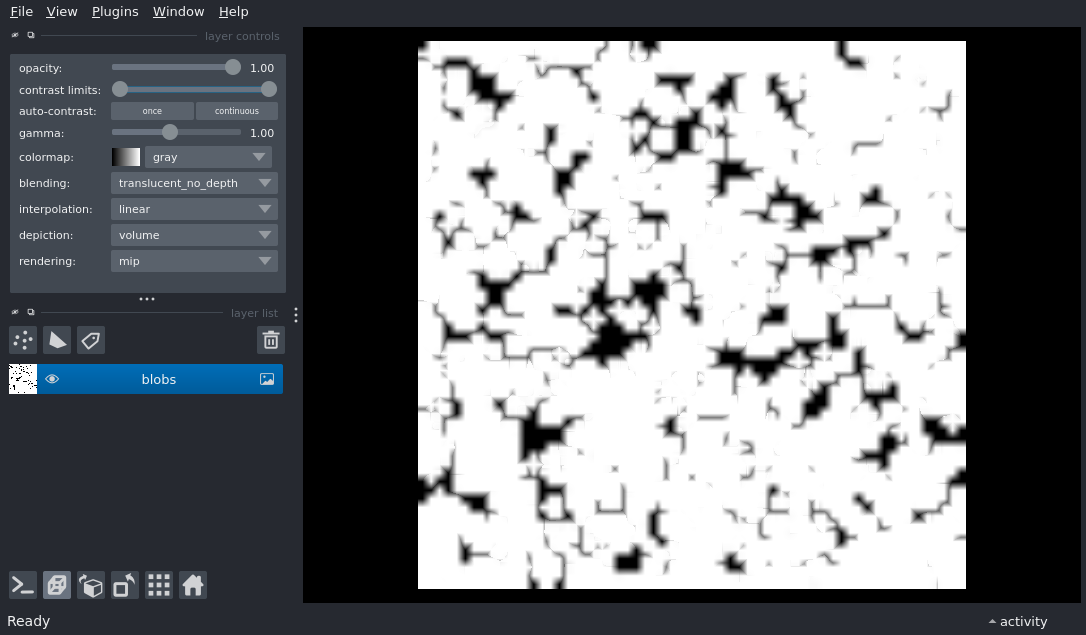 File View Plugins Window Help
layer controls
opacity: 1.00
contrast limits:
auto-contrast: once continuous
gamma: 1.00
colormap: gray
blending: translucent_no_depth
interpolation: linear
depiction: volume
rendering: mip
layer list
blobs
Ready
activity